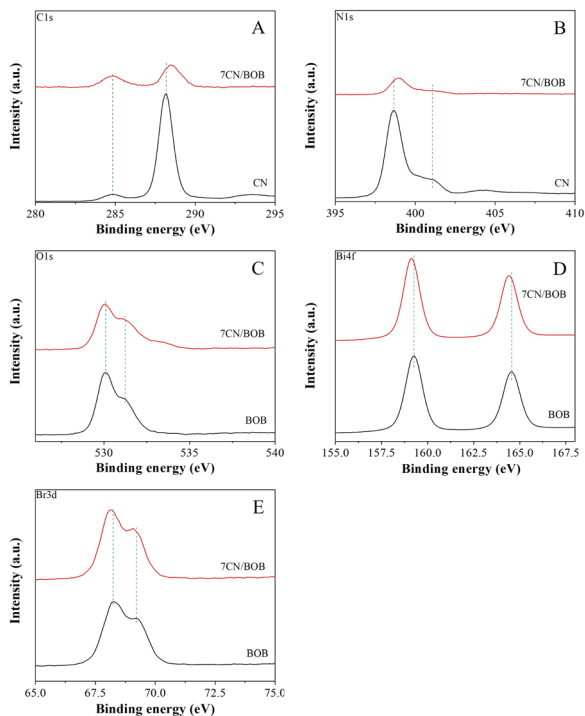 C1s
A
7CN/BOB
CN
Intensity (a.u.)
280 285 290 295
Binding energy (eV)
N1s
B
7CN/BOB
CN
Intensity (a.u.)
395 400 405 410
Binding energy (eV)
O1s
C
7CN/BOB
BOB
Intensity (a.u.)
530 535 540
Binding energy (eV)
Bi4f
D
7CN/BOB
BOB
Intensity (a.u.)
155.0 157.5 160.0 162.5 165.0 167.5
Binding energy (eV)
Br3d
E
7CN/BOB
BOB
Intensity (a.u.)
65.0 67.5 70.0 72.5 75.0
Binding energy (eV)